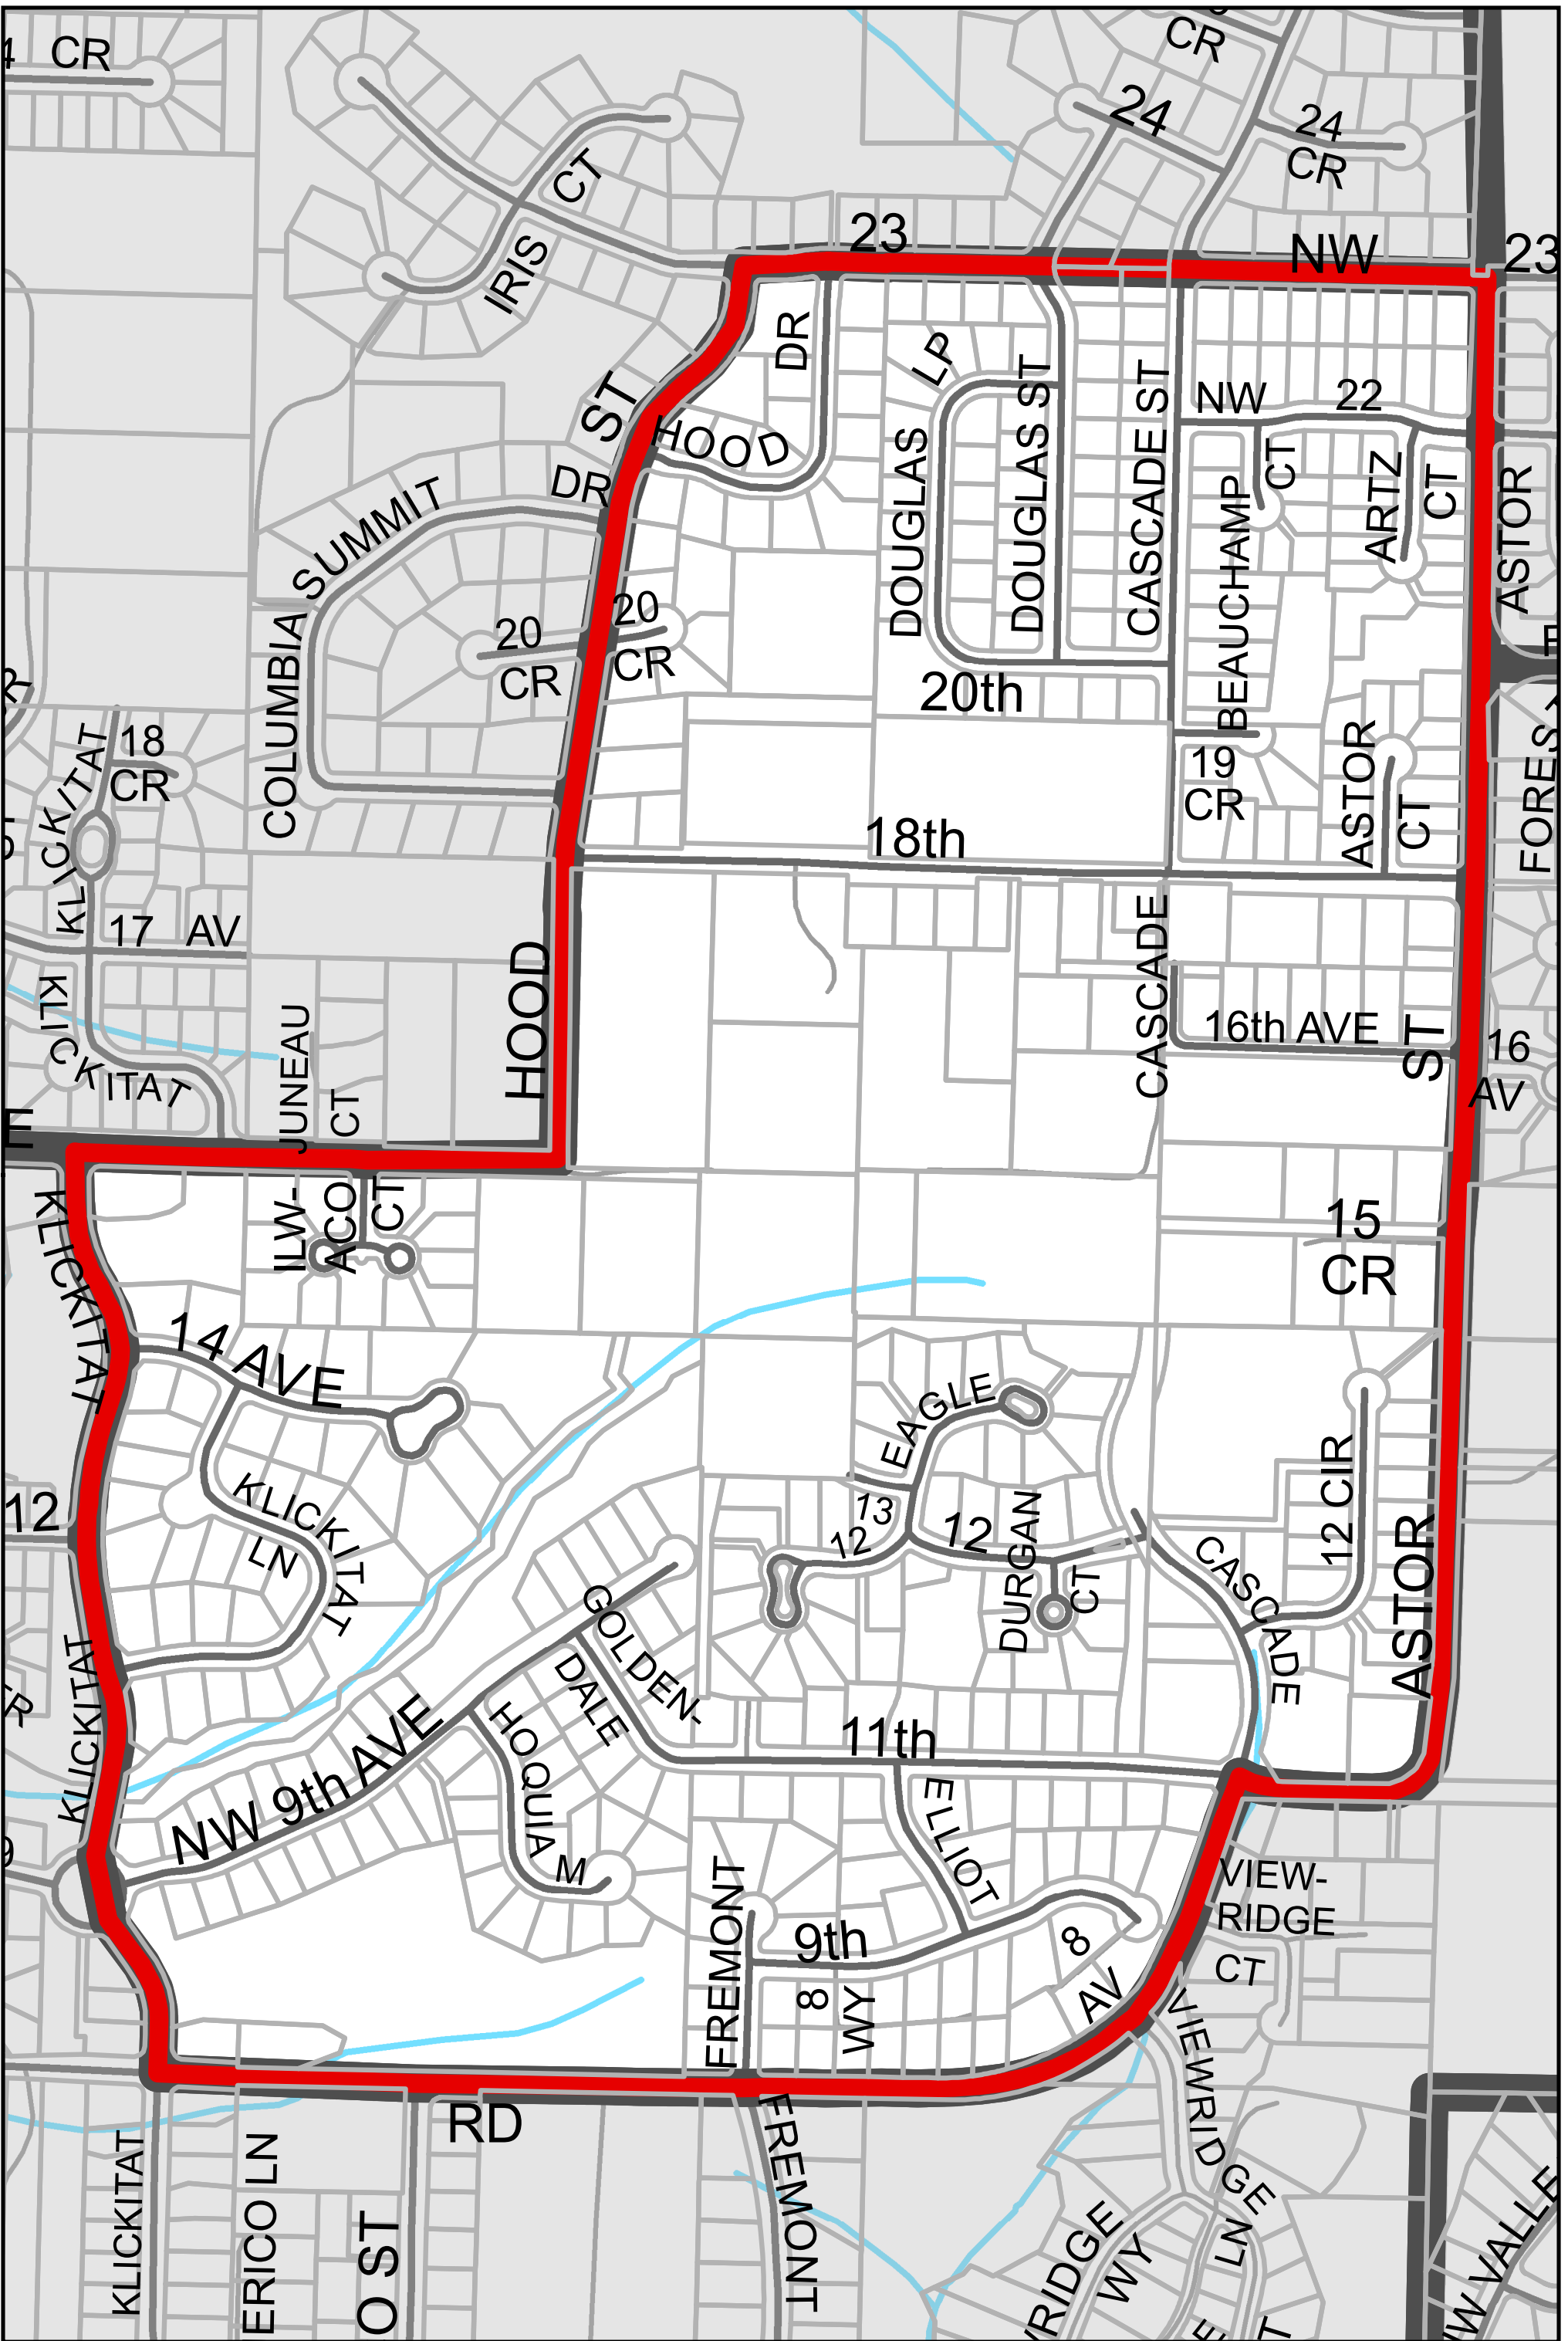 CR
CR
24
24
CR
CT
IRIS
23
NW
23
DR
LP
ST
HOOD
NW 22
DOUGLAS
DOUGLAS ST
CASCADE ST
BEAUCHAMP
CT
ARTZ
CT
ASTOR
SUMMIT
DR
COLUMBIA
20
CR
20
CR
20th
KLICKITAT
18
CR
19
CR
ASTOR
CT
FOREST
18th
17 AV
KLICKITAT
HOOD
CASCADE
16th AVE
ST
16
AV
JUNEAU
CT
KLICKITAT
ILW-
ACO
CT
15
CR
14 AVE
EAGLE
12
KLICKITAT
LN
13
12
12
DURGAN
CT
CASCADE
12 CIR
ASTOR
KLICKITAT
GOLDEN-
DALE
NW 9th AVE
HOQUIAM
11th
ELLIOT
VIEW-
RIDGE
CT
FREMONT
9th
8
WY
8
AV
VIEWRIDGE
LN
RD
KLICKITAT
ERICO LN
O ST
FREMONT
RIDGE
WY
NW VALLE